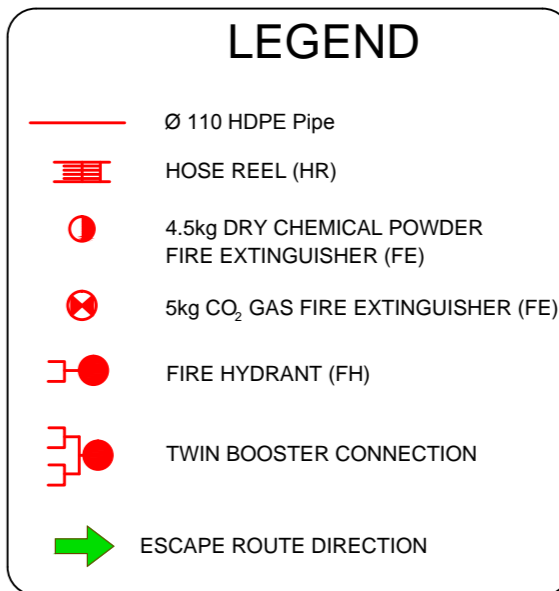 LEGEND
Ø 110 HDPE Pipe
HOSE REEL (HR)
4.5kg DRY CHEMICAL POWDER
FIRE EXTINGUISHER (FE)
5kg CO₂ GAS FIRE EXTINGUISHER (FE)
FIRE HYDRANT (FH)
TWIN BOOSTER CONNECTION
ESCAPE ROUTE DIRECTION